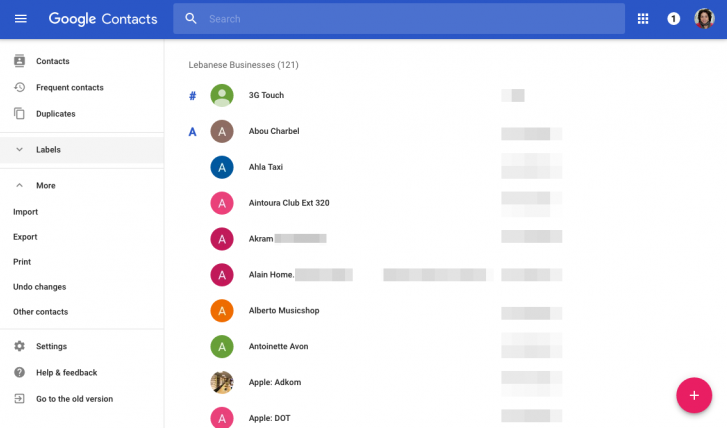 Google Contacts
Search
1
Contacts
Frequent contacts
Duplicates
Labels
More
Import
Export
Print
Undo changes
Other contacts
Settings
Help & feedback
Go to the old version
Lebanese Businesses (121)
# 3G Touch
A A Abou Charbel
A Ahla Taxi
A Aintoura Club Ext 320
A Akram
A Alain Home.
A Alberto Musicshop
A Antoinette Avon
Apple: Adkom
A Apple: DOT